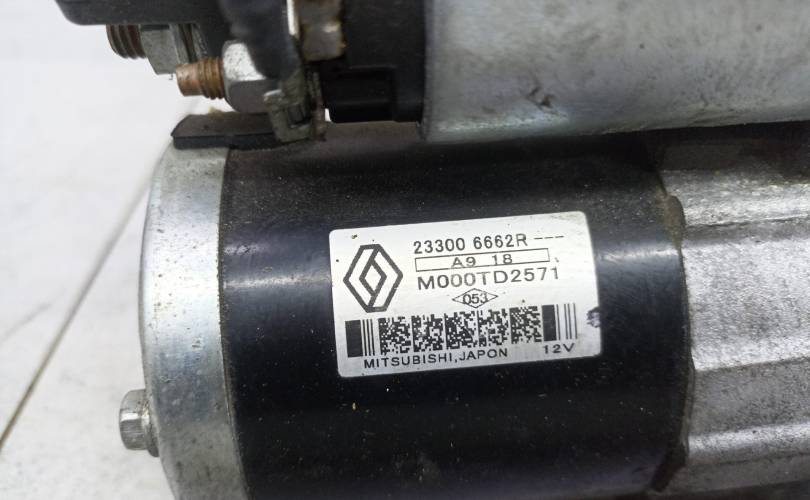 23300 6662R ---
A9 18
M000TD2571
053
MITSUBISHI,JAPON 12V